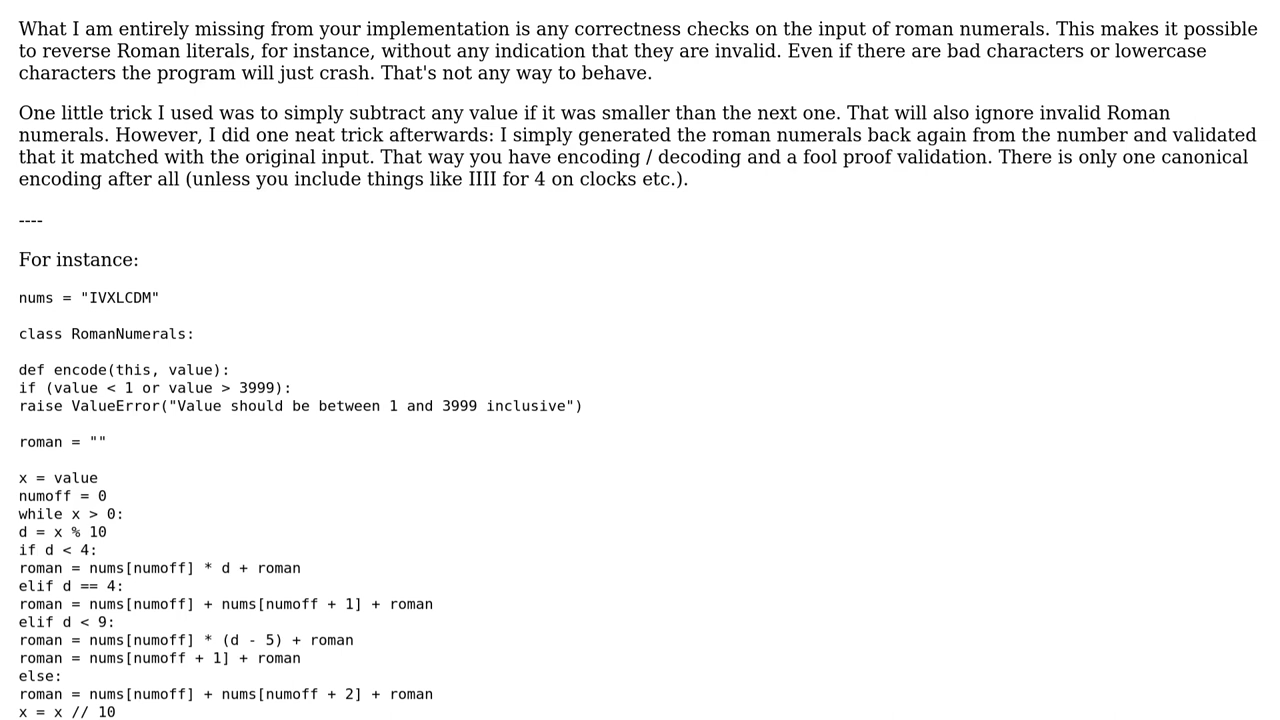 What I am entirely missing from your implementation is any correctness checks on the input of roman numerals. This makes it possible
to reverse Roman literals, for instance, without any indication that they are invalid. Even if there are bad characters or lowercase
characters the program will just crash. That's not any way to behave.
One little trick I used was to simply subtract any value if it was smaller than the next one. That will also ignore invalid Roman
numerals. However, I did one neat trick afterwards: I simply generated the roman numerals back again from the number and validated
that it matched with the original input. That way you have encoding / decoding and a fool proof validation. There is only one canonical
encoding after all (unless you include things like IIII for 4 on clocks etc.).
----
For instance:
nums = "IVXLCDM"
class RomanNumerals:
def encode(this, value):
if (value < 1 or value > 3999):
raise ValueError("Value should be between 1 and 3999 inclusive")
roman = ""
x = value
numoff = 0
while x > 0:
d = x % 10
if d < 4:
roman = nums[numoff] * d + roman
elif d == 4:
roman = nums[numoff] + nums[numoff + 1] + roman
elif d < 9:
roman = nums[numoff] * (d - 5) + roman
roman = nums[numoff + 1] + roman
else:
roman = nums[numoff] + nums[numoff + 2] + roman
x = x // 10